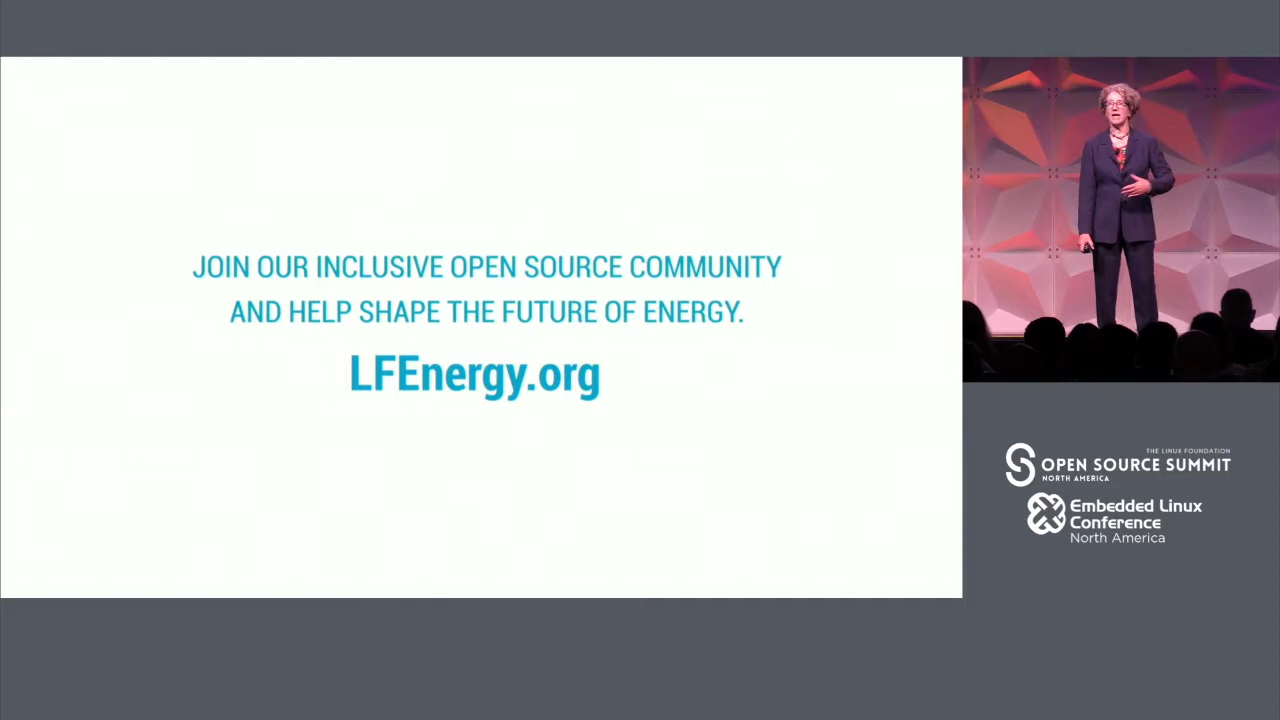 JOIN OUR INCLUSIVE OPEN SOURCE COMMUNITY
AND HELP SHAPE THE FUTURE OF ENERGY.
LFEnergy.org
THE LINUX FOUNDATION
OPEN SOURCE SUMMIT
NORTH AMERICA
Embedded Linux
Conference
North America